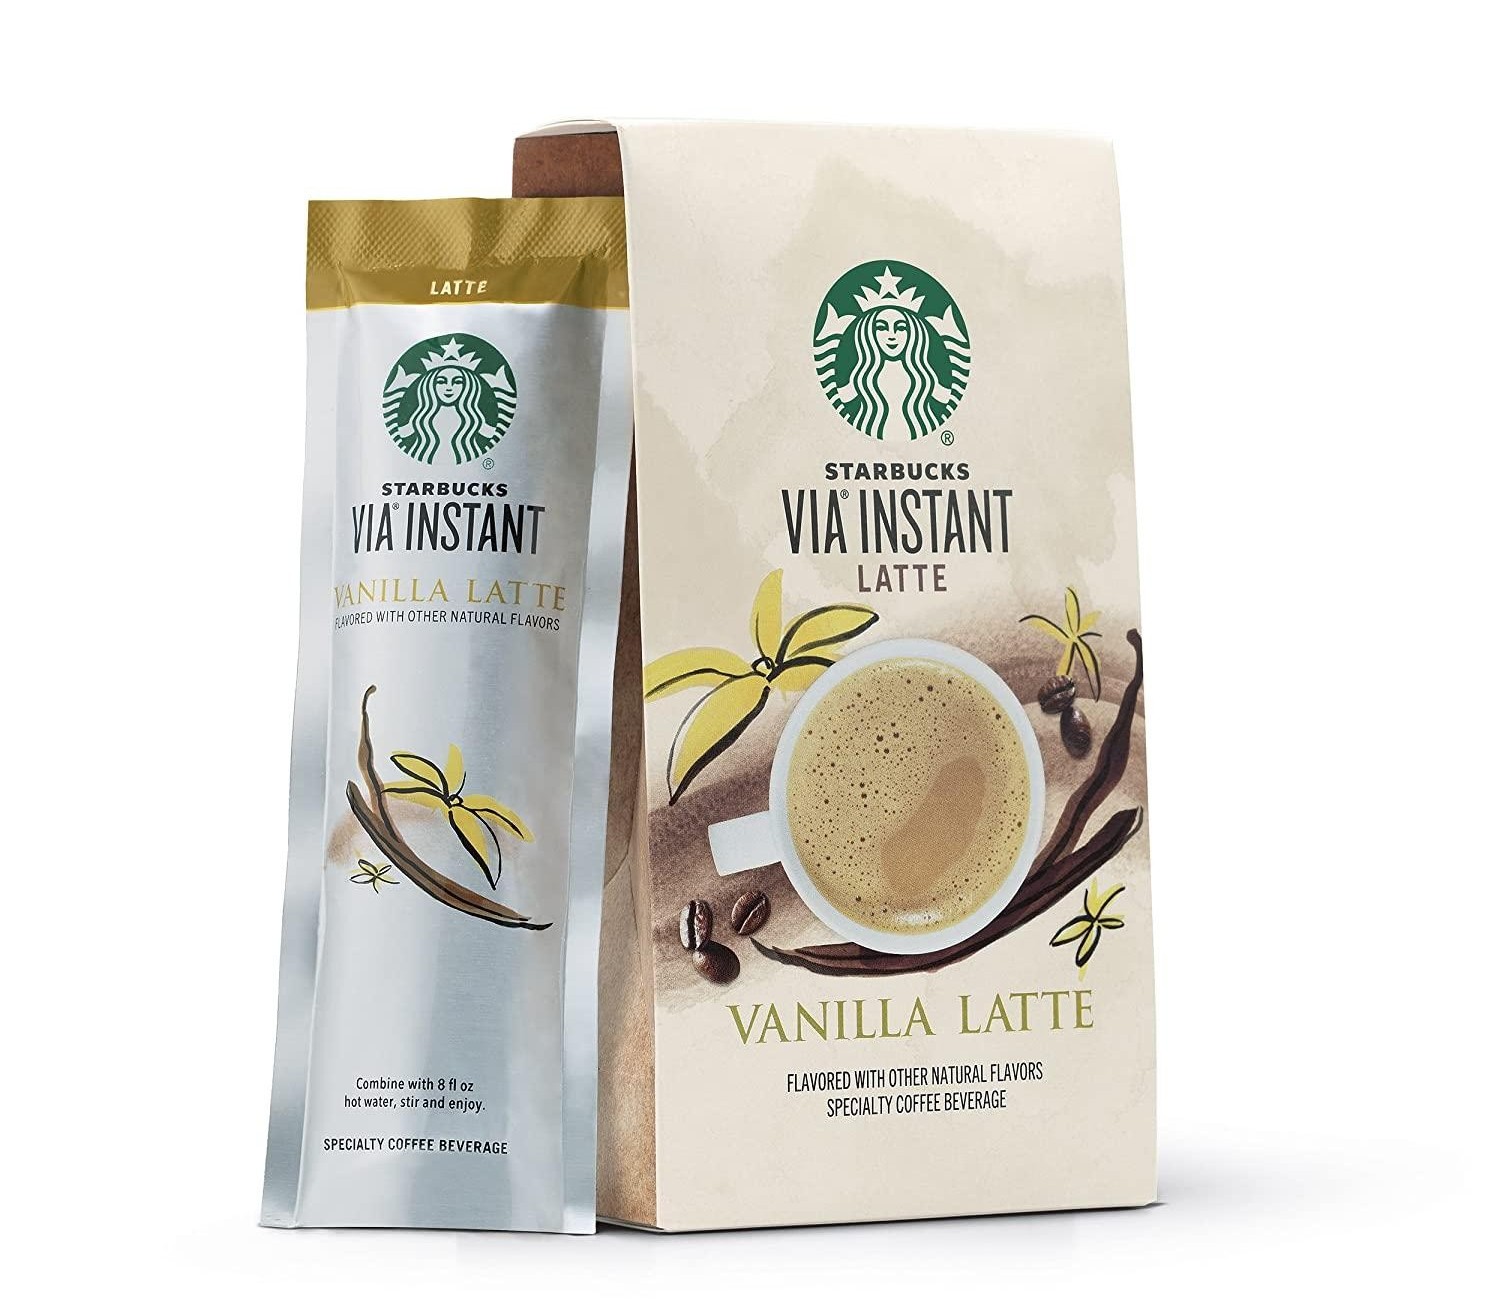 LATTE
®
STARBUCKS
VIA® INSTANT
VANILLA LATTE
FLAVORED WITH OTHER NATURAL FLAVORS
Combine with 8 fl oz
hot water, stir and enjoy.
SPECIALTY COFFEE BEVERAGE
®
STARBUCKS
VIA® INSTANT
LATTE
VANILLA LATTE
FLAVORED WITH OTHER NATURAL FLAVORS
SPECIALTY COFFEE BEVERAGE